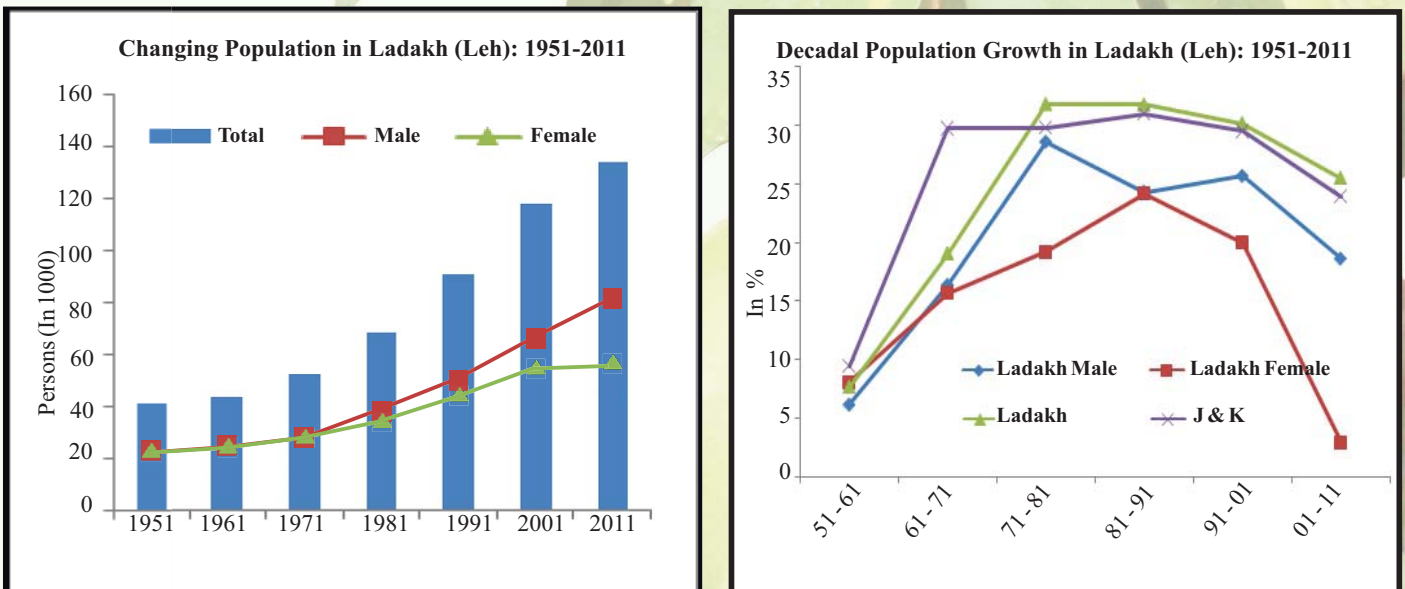 Changing Population in Ladakh (Leh): 1951-2011
160
140
120
100
80
60
40
20
0
Persons (In 1000)
Total Male Female
1951 1961 1971 1981 1991 2001 2011
Decadal Population Growth in Ladakh (Leh): 1951-2011
35
30
25
20
15
10
5
0
In %
Ladakh Male Ladakh Female
Ladakh J & K
51 - 61 61 - 71 71 - 81 81 - 91 91 - 01 01 - 11